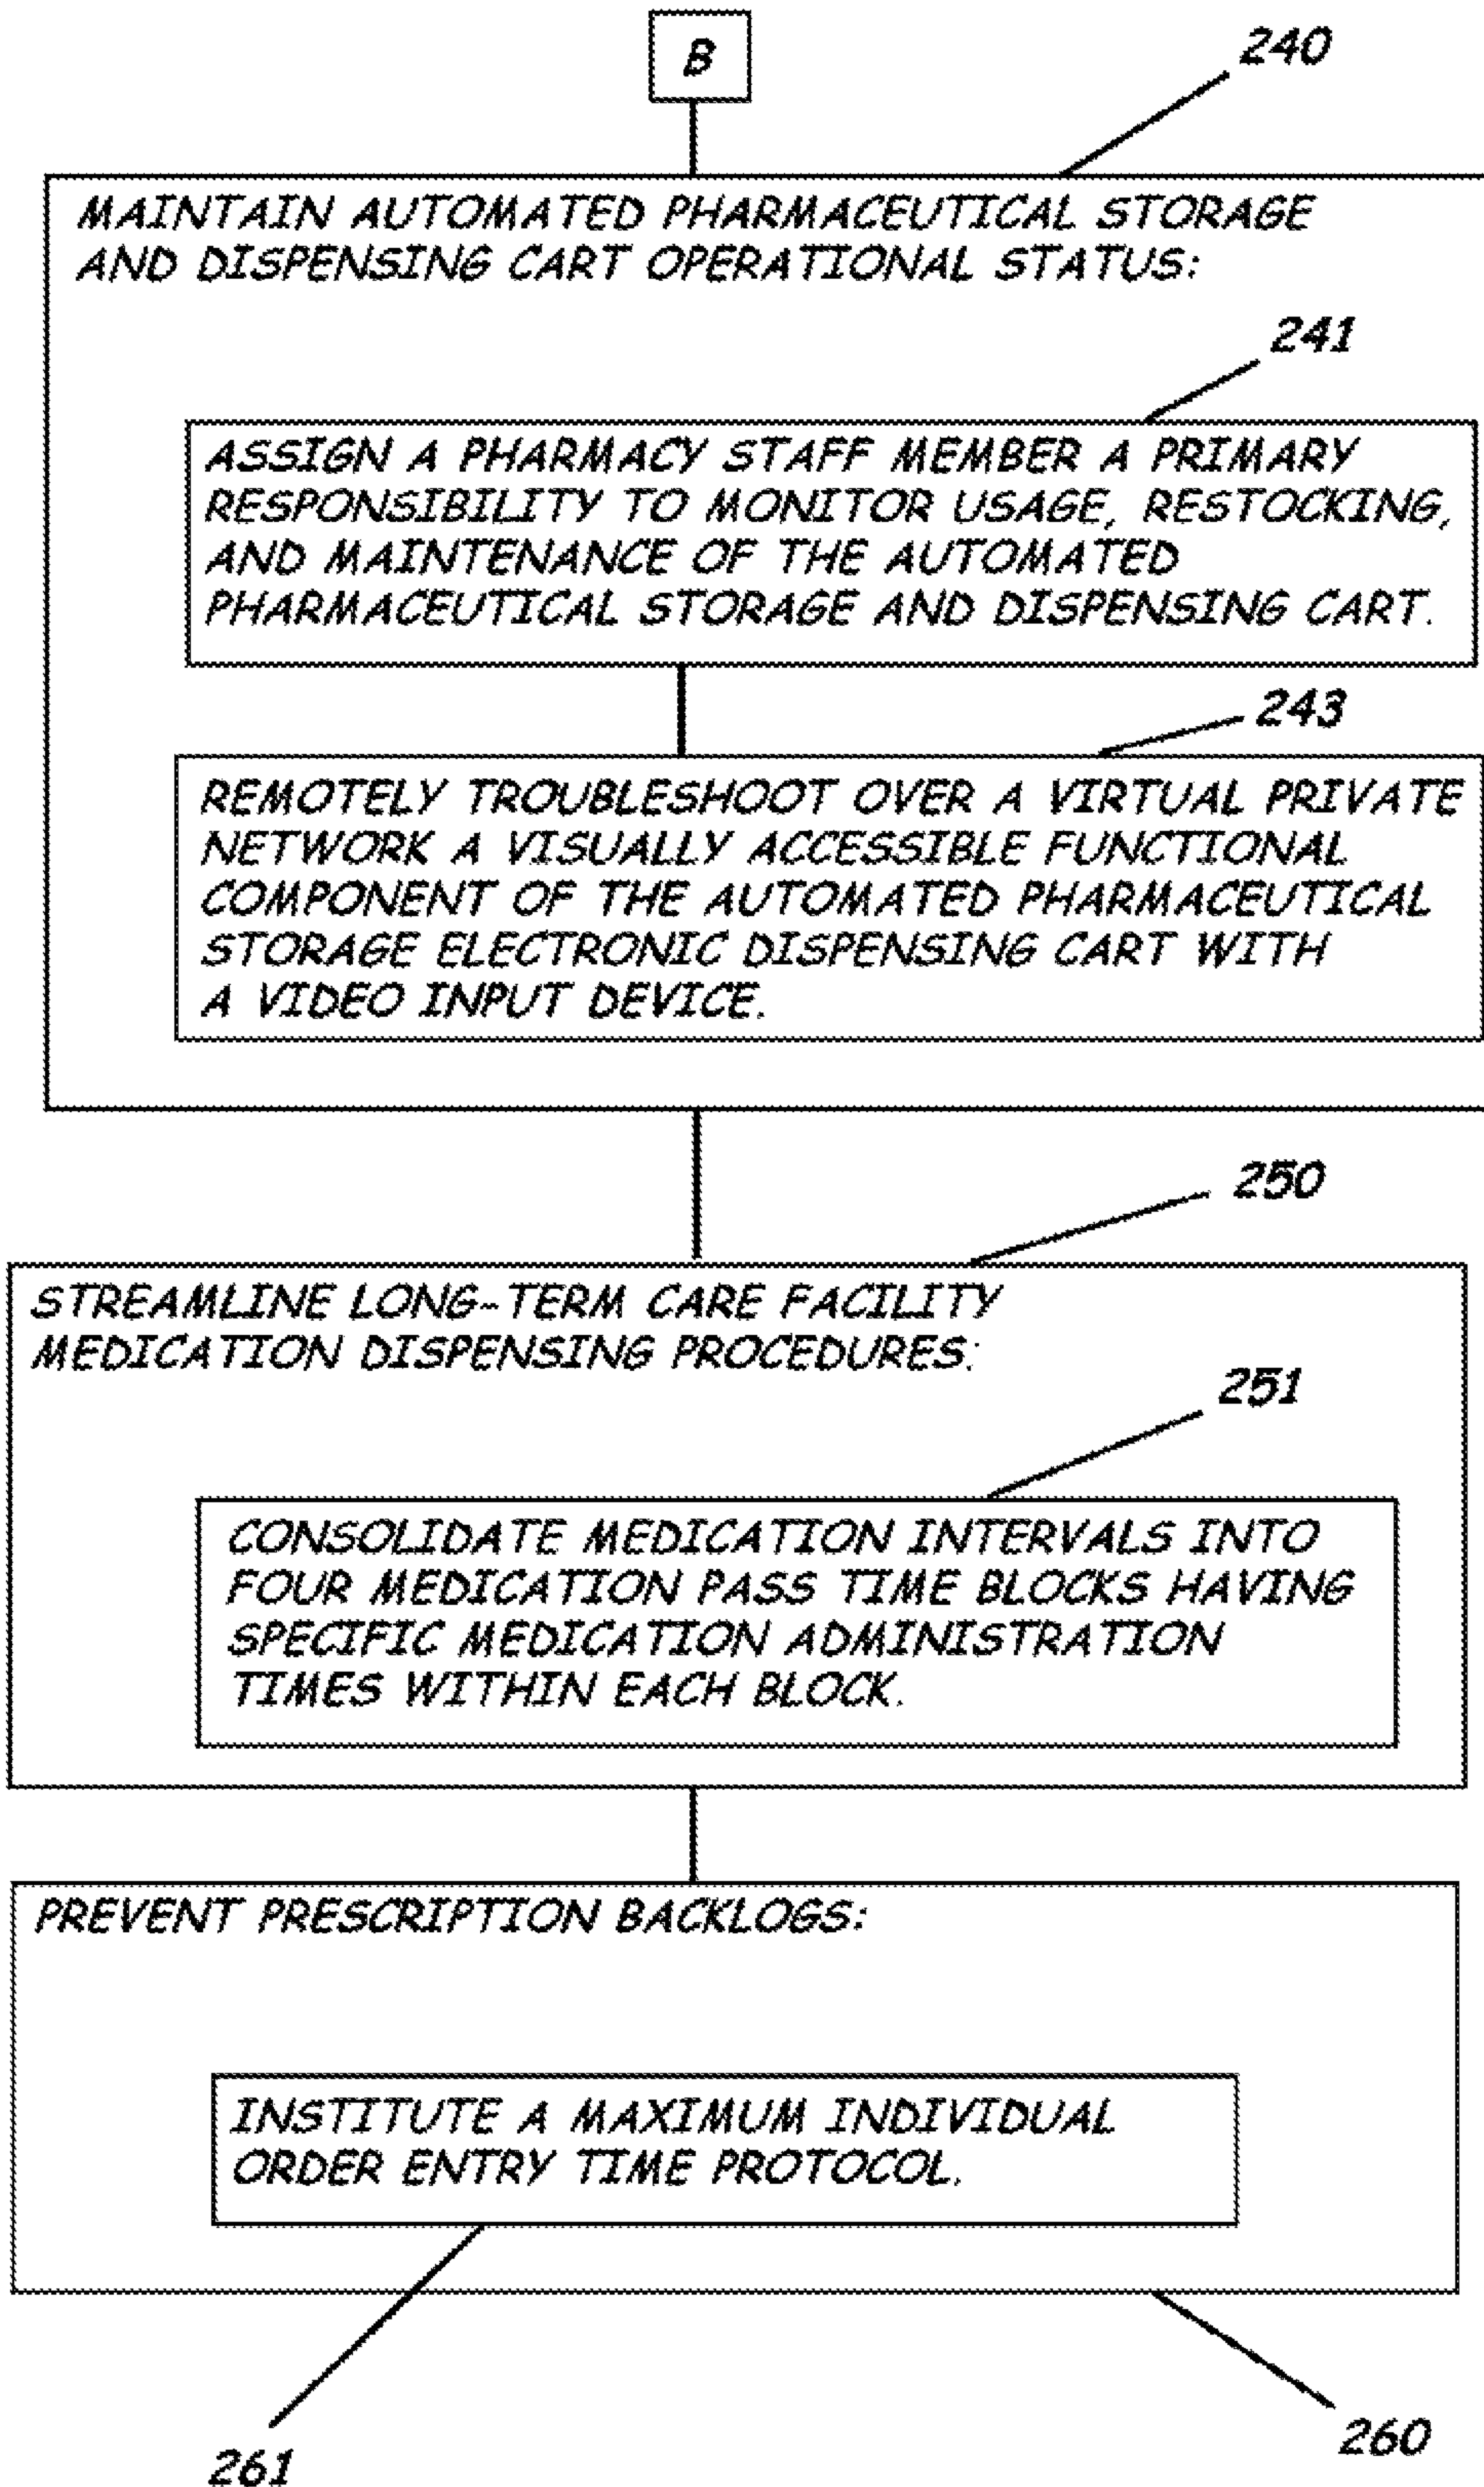 B
240
MAINTAIN AUTOMATED PHARMACEUTICAL STORAGE
AND DISPENSING CART OPERATIONAL STATUS:
241
ASSIGN A PHARMACY STAFF MEMBER A PRIMARY
RESPONSIBILITY TO MONITOR USAGE, RESTOCKING,
AND MAINTENANCE OF THE AUTOMATED
PHARMACEUTICAL STORAGE AND DISPENSING CART.
243
REMOTELY TROUBLESHOOT OVER A VIRTUAL PRIVATE
NETWORK A VISUALLY ACCESSIBLE FUNCTIONAL
COMPONENT OF THE AUTOMATED PHARMACEUTICAL
STORAGE ELECTRONIC DISPENSING CART WITH
A VIDEO INPUT DEVICE.
250
STREAMLINE LONG-TERM CARE FACILITY
MEDICATION DISPENSING PROCEDURES:
251
CONSOLIDATE MEDICATION INTERVALS INTO
FOUR MEDICATION PASS TIME BLOCKS HAVING
SPECIFIC MEDICATION ADMINISTRATION
TIMES WITHIN EACH BLOCK.
PREVENT PRESCRIPTION BACKLOGS:
INSTITUTE A MAXIMUM INDIVIDUAL
ORDER ENTRY TIME PROTOCOL.
261
260